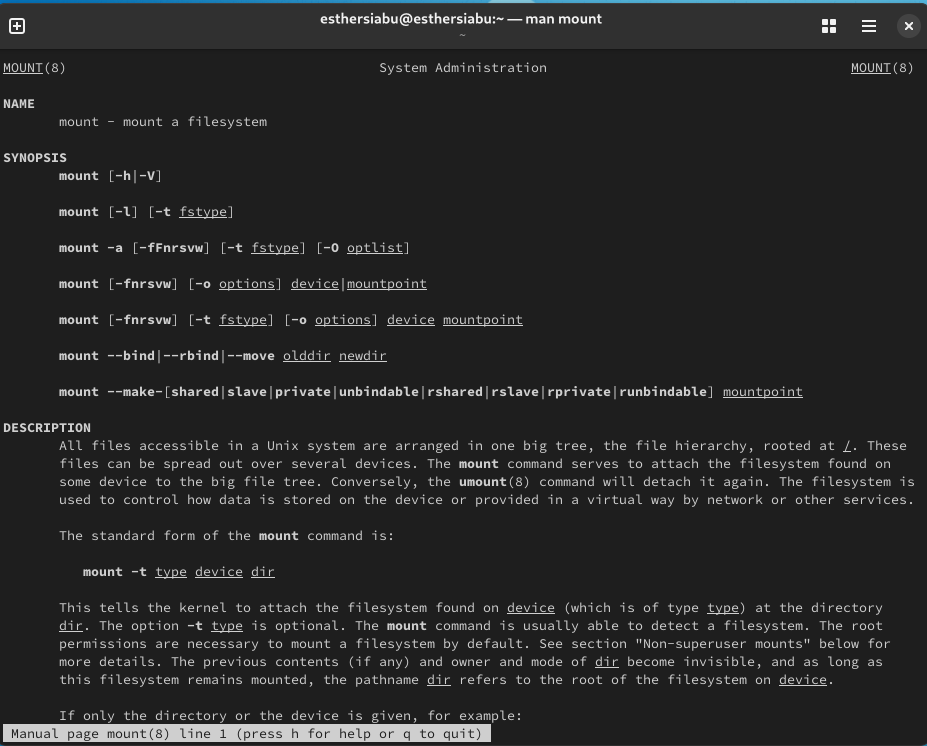 esthersiabu@esthersiabu:~ — man mount
~
MOUNT(8) System Administration MOUNT(8)
NAME
mount - mount a filesystem
SYNOPSIS
mount [-h|-V]
mount [-l] [-t fstype]
mount -a [-fFnrsvw] [-t fstype] [-O optlist]
mount [-fnrsvw] [-o options] device|mountpoint
mount [-fnrsvw] [-t fstype] [-o options] device mountpoint
mount --bind|--rbind|--move olddir newdir
mount --make-[shared|slave|private|unbindable|rshared|rslave|rprivate|runbindable] mountpoint
DESCRIPTION
All files accessible in a Unix system are arranged in one big tree, the file hierarchy, rooted at /. These
files can be spread out over several devices. The mount command serves to attach the filesystem found on
some device to the big file tree. Conversely, the umount(8) command will detach it again. The filesystem is
used to control how data is stored on the device or provided in a virtual way by network or other services.
The standard form of the mount command is:
mount -t type device dir
This tells the kernel to attach the filesystem found on device (which is of type type) at the directory
dir. The option -t type is optional. The mount command is usually able to detect a filesystem. The root
permissions are necessary to mount a filesystem by default. See section "Non-superuser mounts" below for
more details. The previous contents (if any) and owner and mode of dir become invisible, and as long as
this filesystem remains mounted, the pathname dir refers to the root of the filesystem on device.
If only the directory or the device is given, for example:
Manual page mount(8) line 1 (press h for help or q to quit)